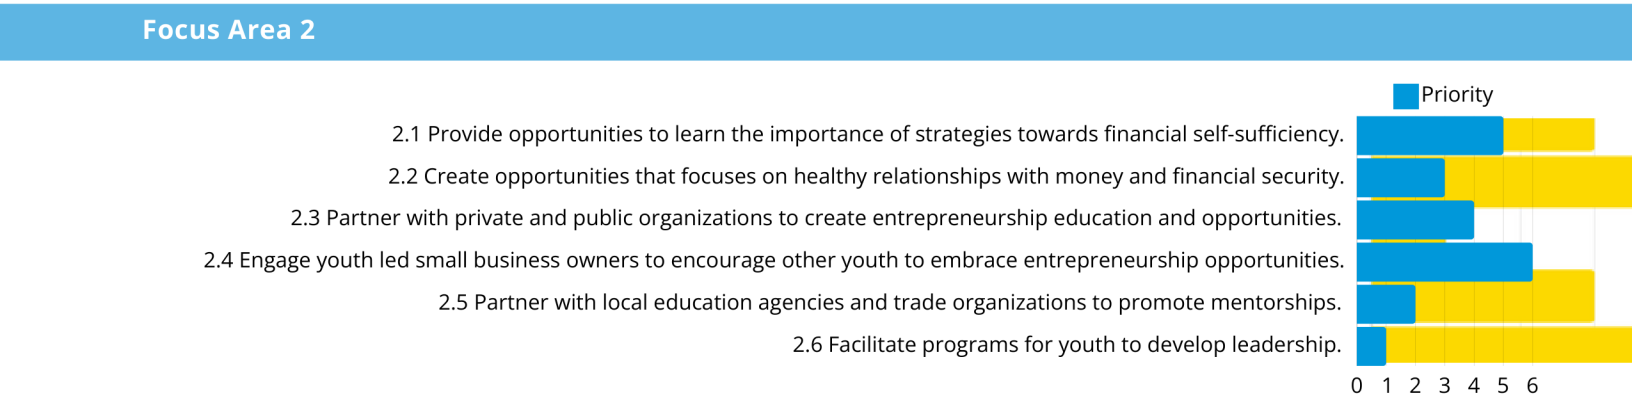 Focus Area 2
Priority
2.1 Provide opportunities to learn the importance of strategies towards financial self-sufficiency.
2.2 Create opportunities that focuses on healthy relationships with money and financial security.
2.3 Partner with private and public organizations to create entrepreneurship education and opportunities.
2.4 Engage youth led small business owners to encourage other youth to embrace entrepreneurship opportunities.
2.5 Partner with local education agencies and trade organizations to promote mentorships.
2.6 Facilitate programs for youth to develop leadership.
0 1 2 3 4 5 6